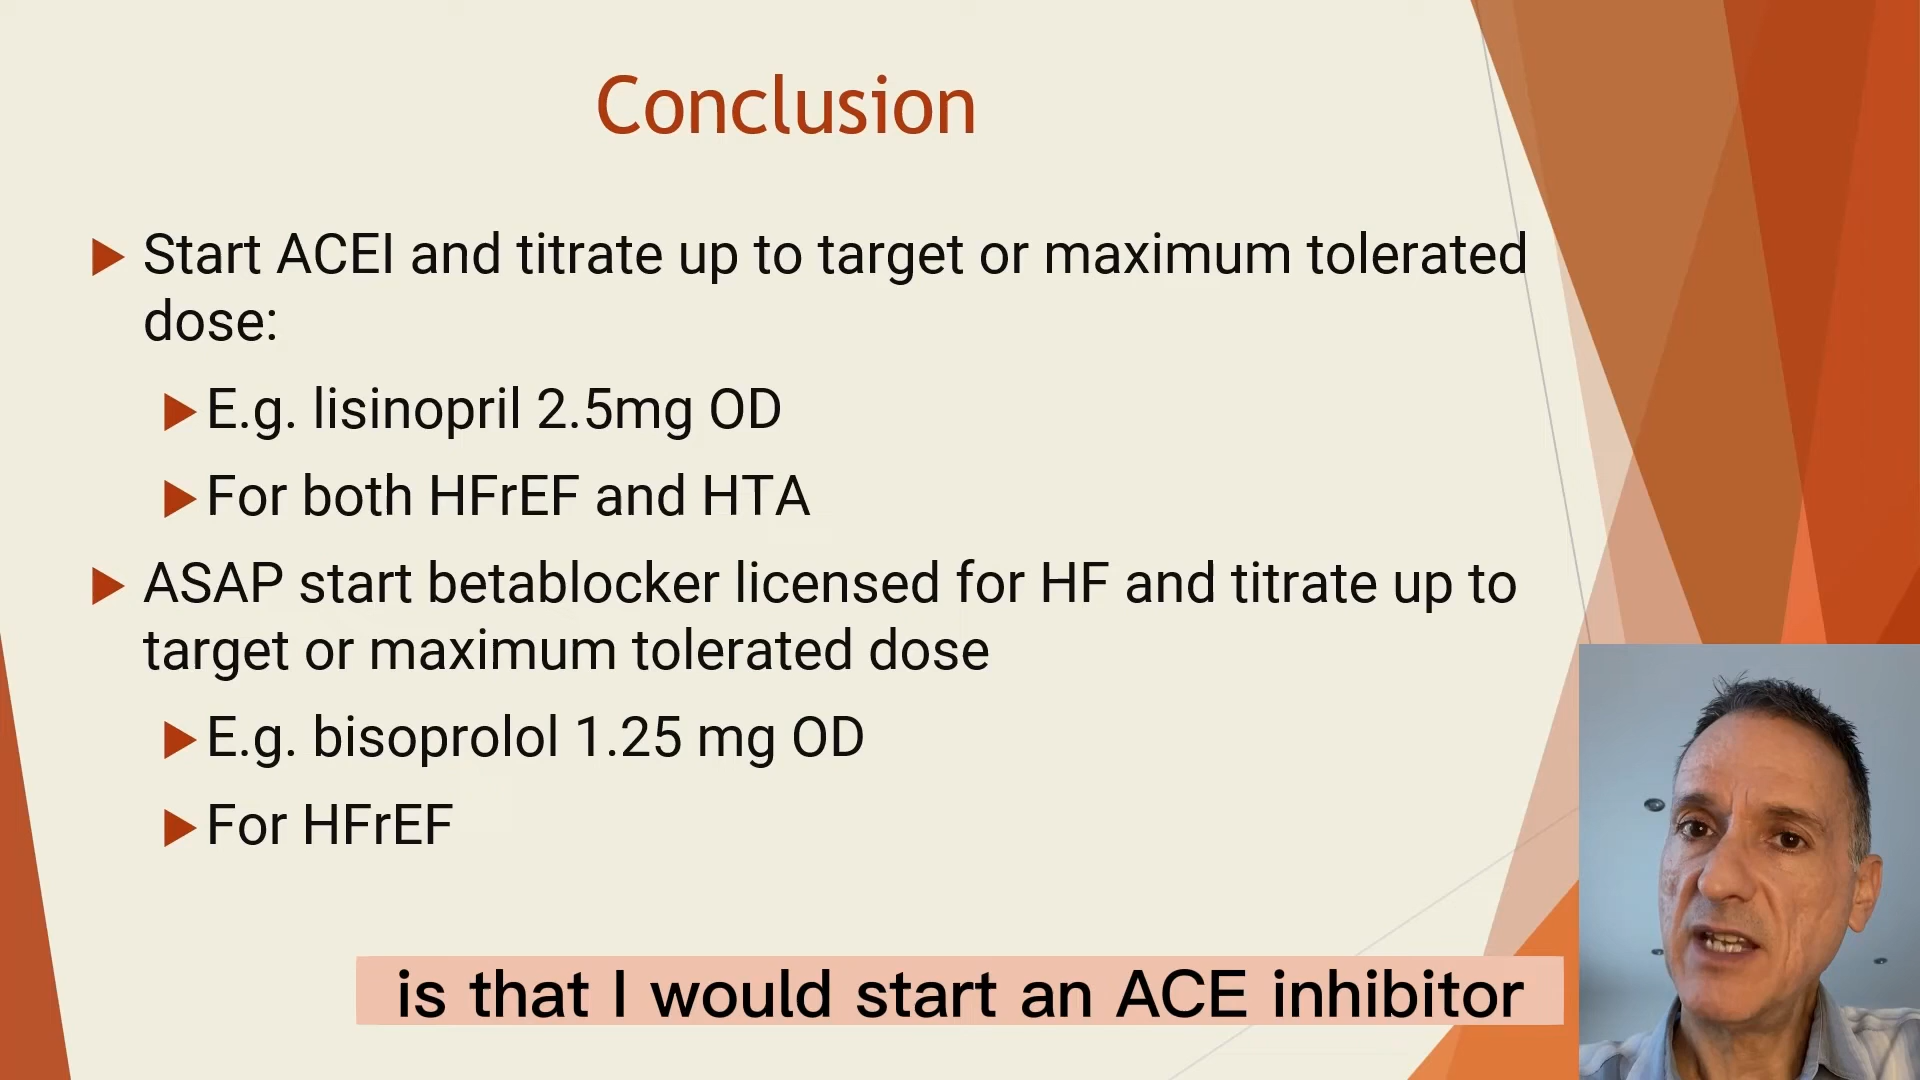 Conclusion
Start ACEI and titrate up to target or maximum tolerated
dose:
E.g. lisinopril 2.5mg OD
For both HFrEF and HTA
ASAP start betablocker licensed for HF and titrate up to
target or maximum tolerated dose
E.g. bisoprolol 1.25 mg OD
For HFrEF
is that I would start an ACE inhibitor